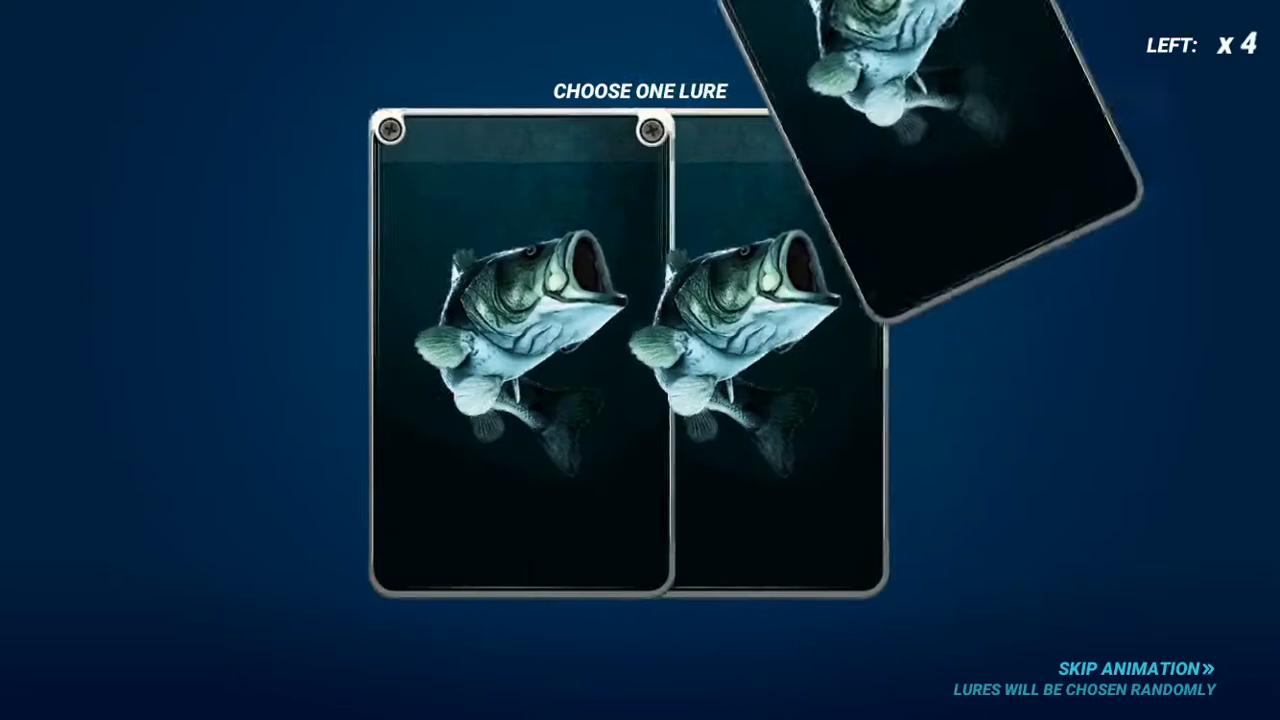 LEFT: x 4
CHOOSE ONE LURE
SKIP ANIMATION»
LURES WILL BE CHOSEN RANDOMLY